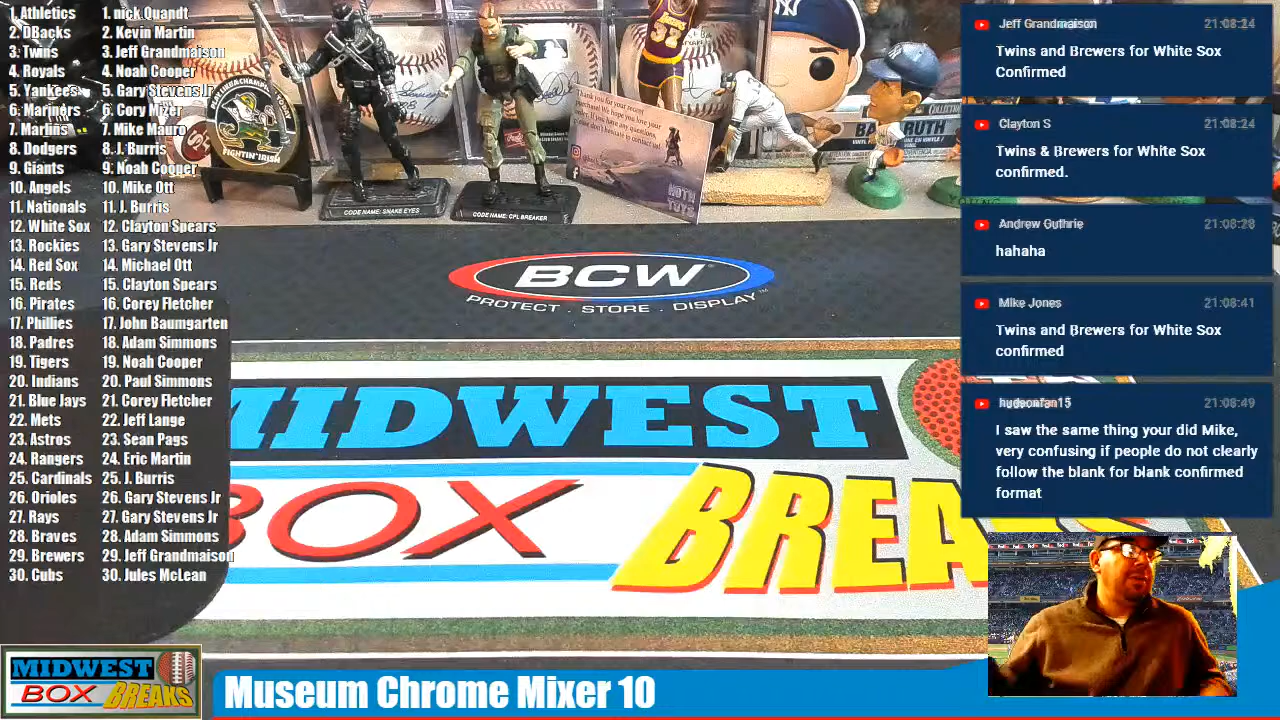 1. Athletics 1. nick Quandt
2. DBacks 2. Kevin Martin
3. Twins 3. Jeff Grandmaison
4. Royals 4. Noah Cooper
5. Yankees 5. Gary Stevens Jr
6. Mariners 6. Cory Mizer
7. Marlins 7. Mike Mauro
8. Dodgers 8. J. Burris
9. Giants 9. Noah Cooper
10. Angels 10. Mike Ott
11. Nationals 11. J. Burris
12. White Sox 12. Clayton Spears
13. Rockies 13. Gary Stevens Jr
14. Red Sox 14. Michael Ott
15. Reds 15. Clayton Spears
16. Pirates 16. Corey Fletcher
17. Phillies 17. John Baumgarten
18. Padres 18. Adam Simmons
19. Tigers 19. Noah Cooper
20. Indians 20. Paul Simmons
21. Blue Jays 21. Corey Fletcher
22. Mets 22. Jeff Lange
23. Astros 23. Sean Pags
24. Rangers 24. Eric Martin
25. Cardinals 25. J. Burris
26. Orioles 26. Gary Stevens Jr
27. Rays 27. Gary Stevens Jr
28. Braves 28. Adam Simmons
29. Brewers 29. Jeff Grandmaison
30. Cubs 30. Jules McLean
FIGHTIN' IRISH
CODE NAME: SNAKE EYES
CODE NAME: CPL BREAKER
Thank you for your recent
HOTH
TOYS
32
RUTH
BCW
PROTECT . STORE . DISPLAY
MIDWEST
BOX
BREA
Jeff Grandmaison 21:08:24
Twins and Brewers for White Sox
Confirmed
Clayton S 21:08:24
Twins & Brewers for White Sox
confirmed.
Andrew Guthrie 21:08:28
hahaha
Mike Jones 21:08:41
Twins and Brewers for White Sox
confirmed
hudsonfan15 21:08:49
I saw the same thing your did Mike,
very confusing if people do not clearly
follow the blank for blank confirmed
format
MIDWEST
BOX BREAKS
Museum Chrome Mixer 10